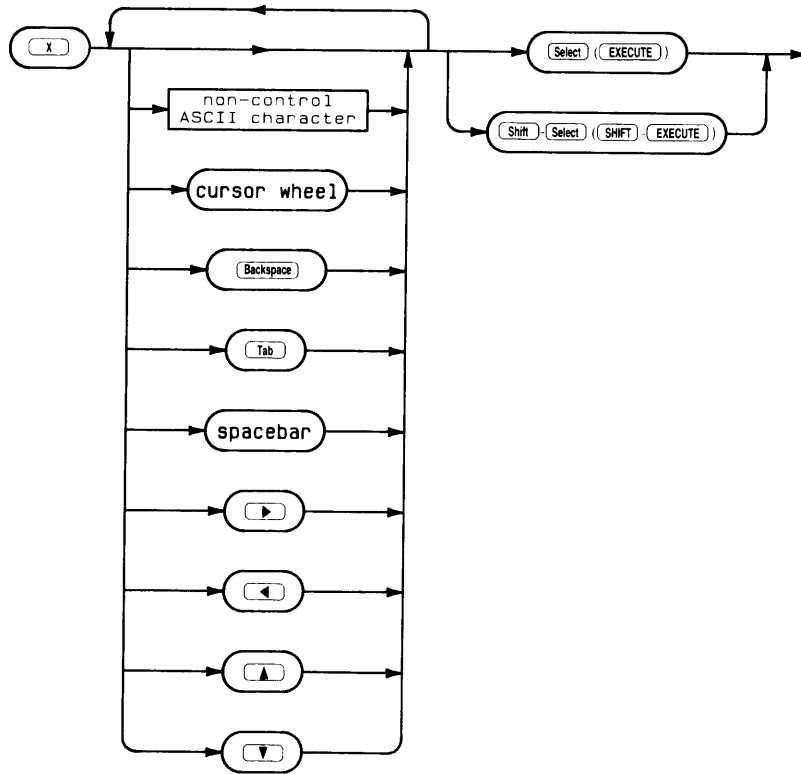 X
Select (EXECUTE)
non-control
ASCII character
Shift-Select (SHIFT-EXECUTE)
cursor wheel
Backspace
Tab
spacebar